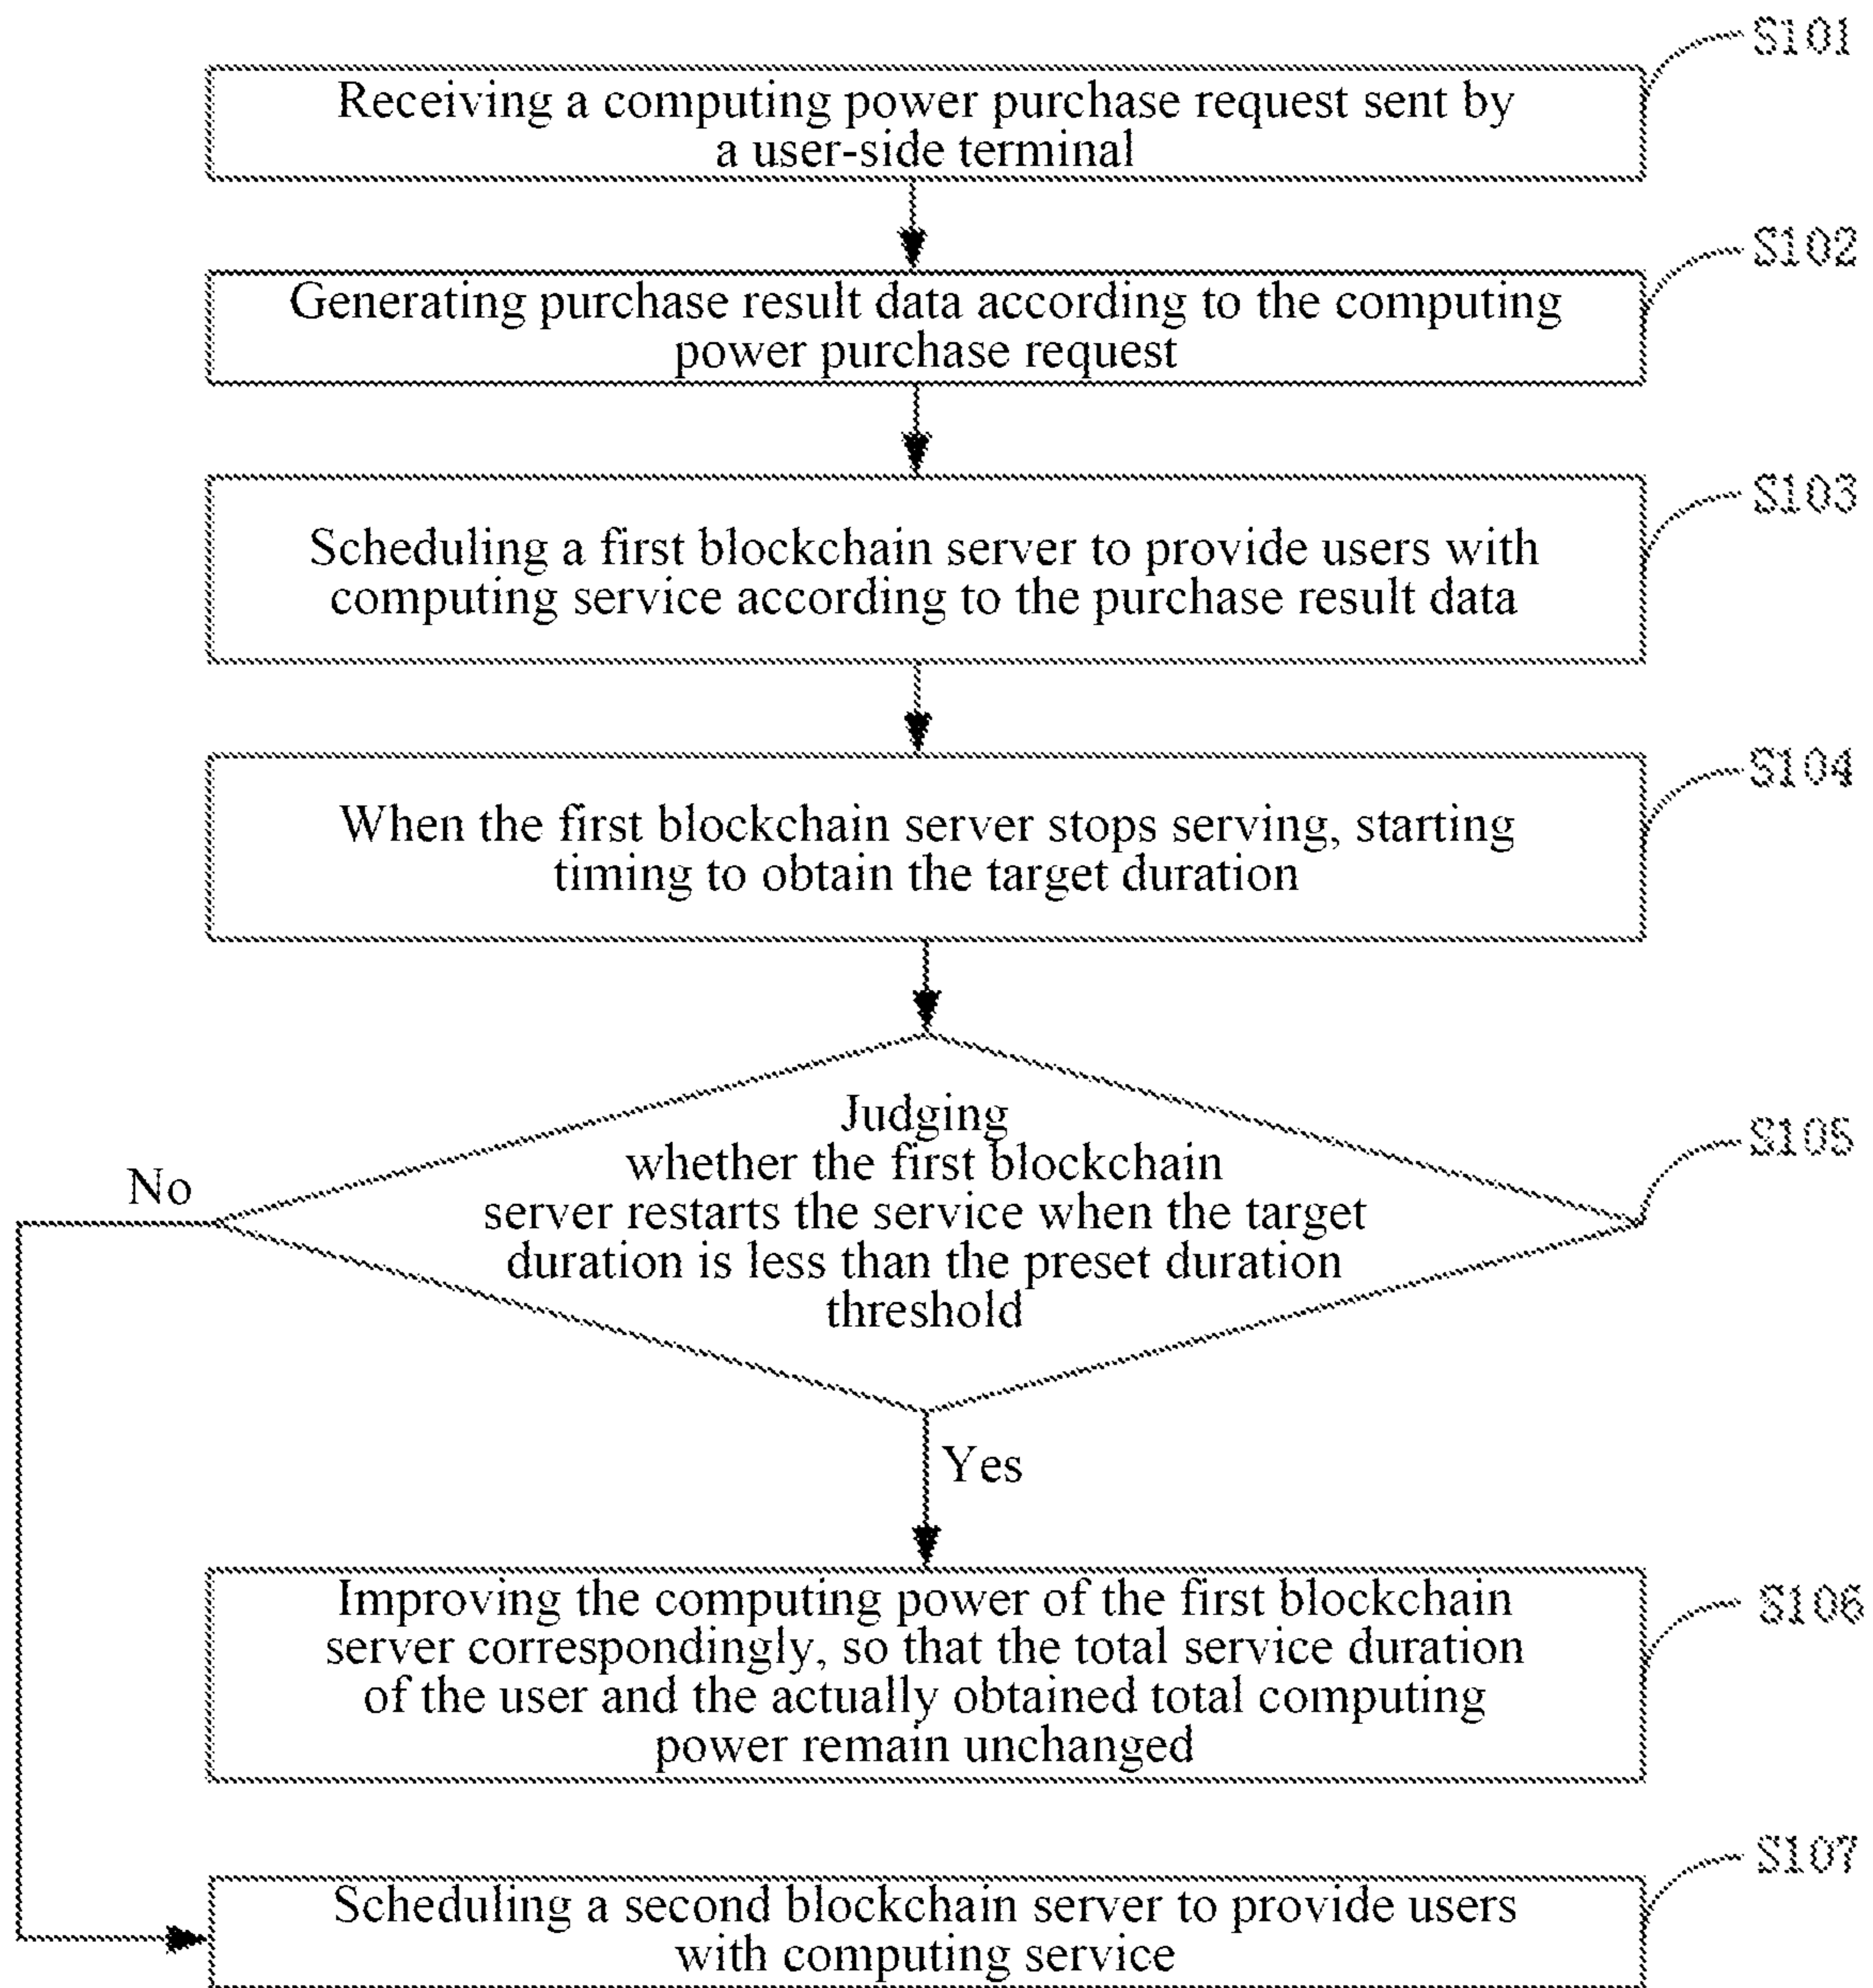 S101
Receiving a computing power purchase request sent by
a user-side terminal
S102
Generating purchase result data according to the computing
power purchase request
S103
Scheduling a first blockchain server to provide users with
computing service according to the purchase result data
S104
When the first blockchain server stops serving, starting
timing to obtain the target duration
S105
Judging
whether the first blockchain
server restarts the service when the target
duration is less than the preset duration
threshold
No
Yes
S106
Improving the computing power of the first blockchain
server correspondingly, so that the total service duration
of the user and the actually obtained total computing
power remain unchanged
S107
Scheduling a second blockchain server to provide users
with computing service